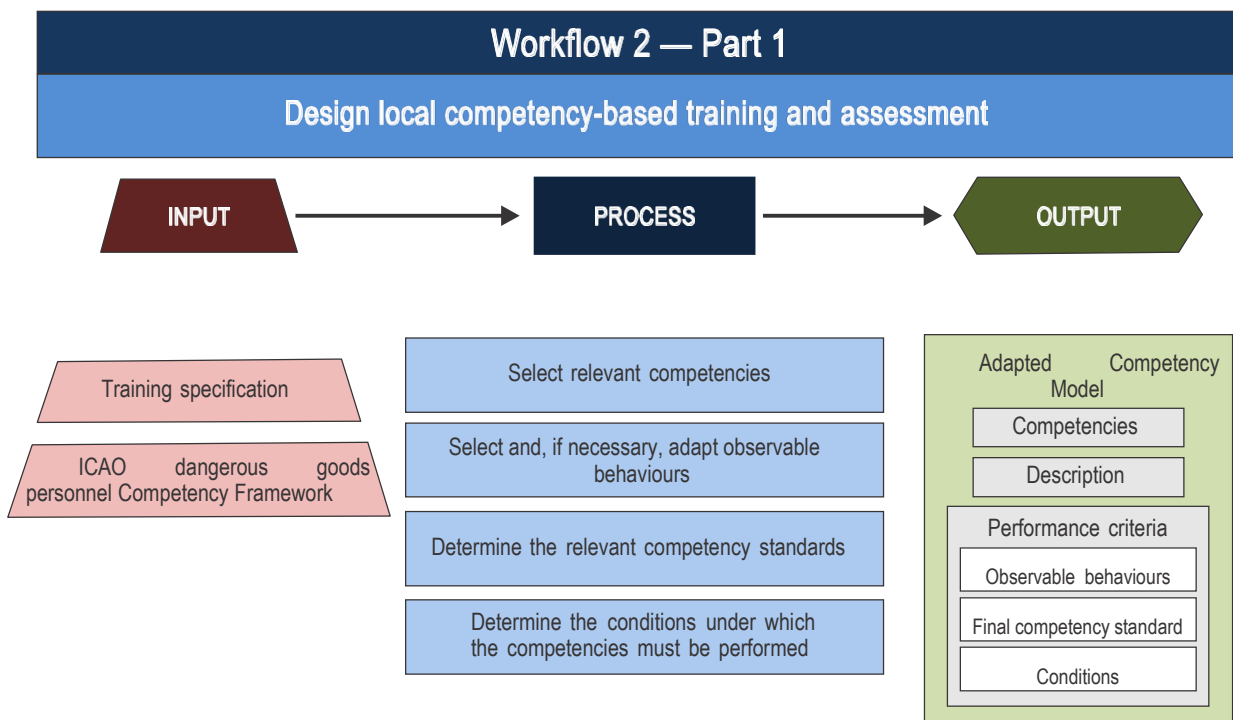 Workflow 2 — Part 1
Design local competency-based training and assessment
INPUT
PROCESS
OUTPUT
Training specification
ICAO dangerous goods
personnel Competency Framework
Select relevant competencies
Select and, if necessary, adapt observable
behaviours
Determine the relevant competency standards
Determine the conditions under which
the competencies must be performed
Adapted Competency
Model
Competencies
Description
Performance criteria
Observable behaviours
Final competency standard
Conditions